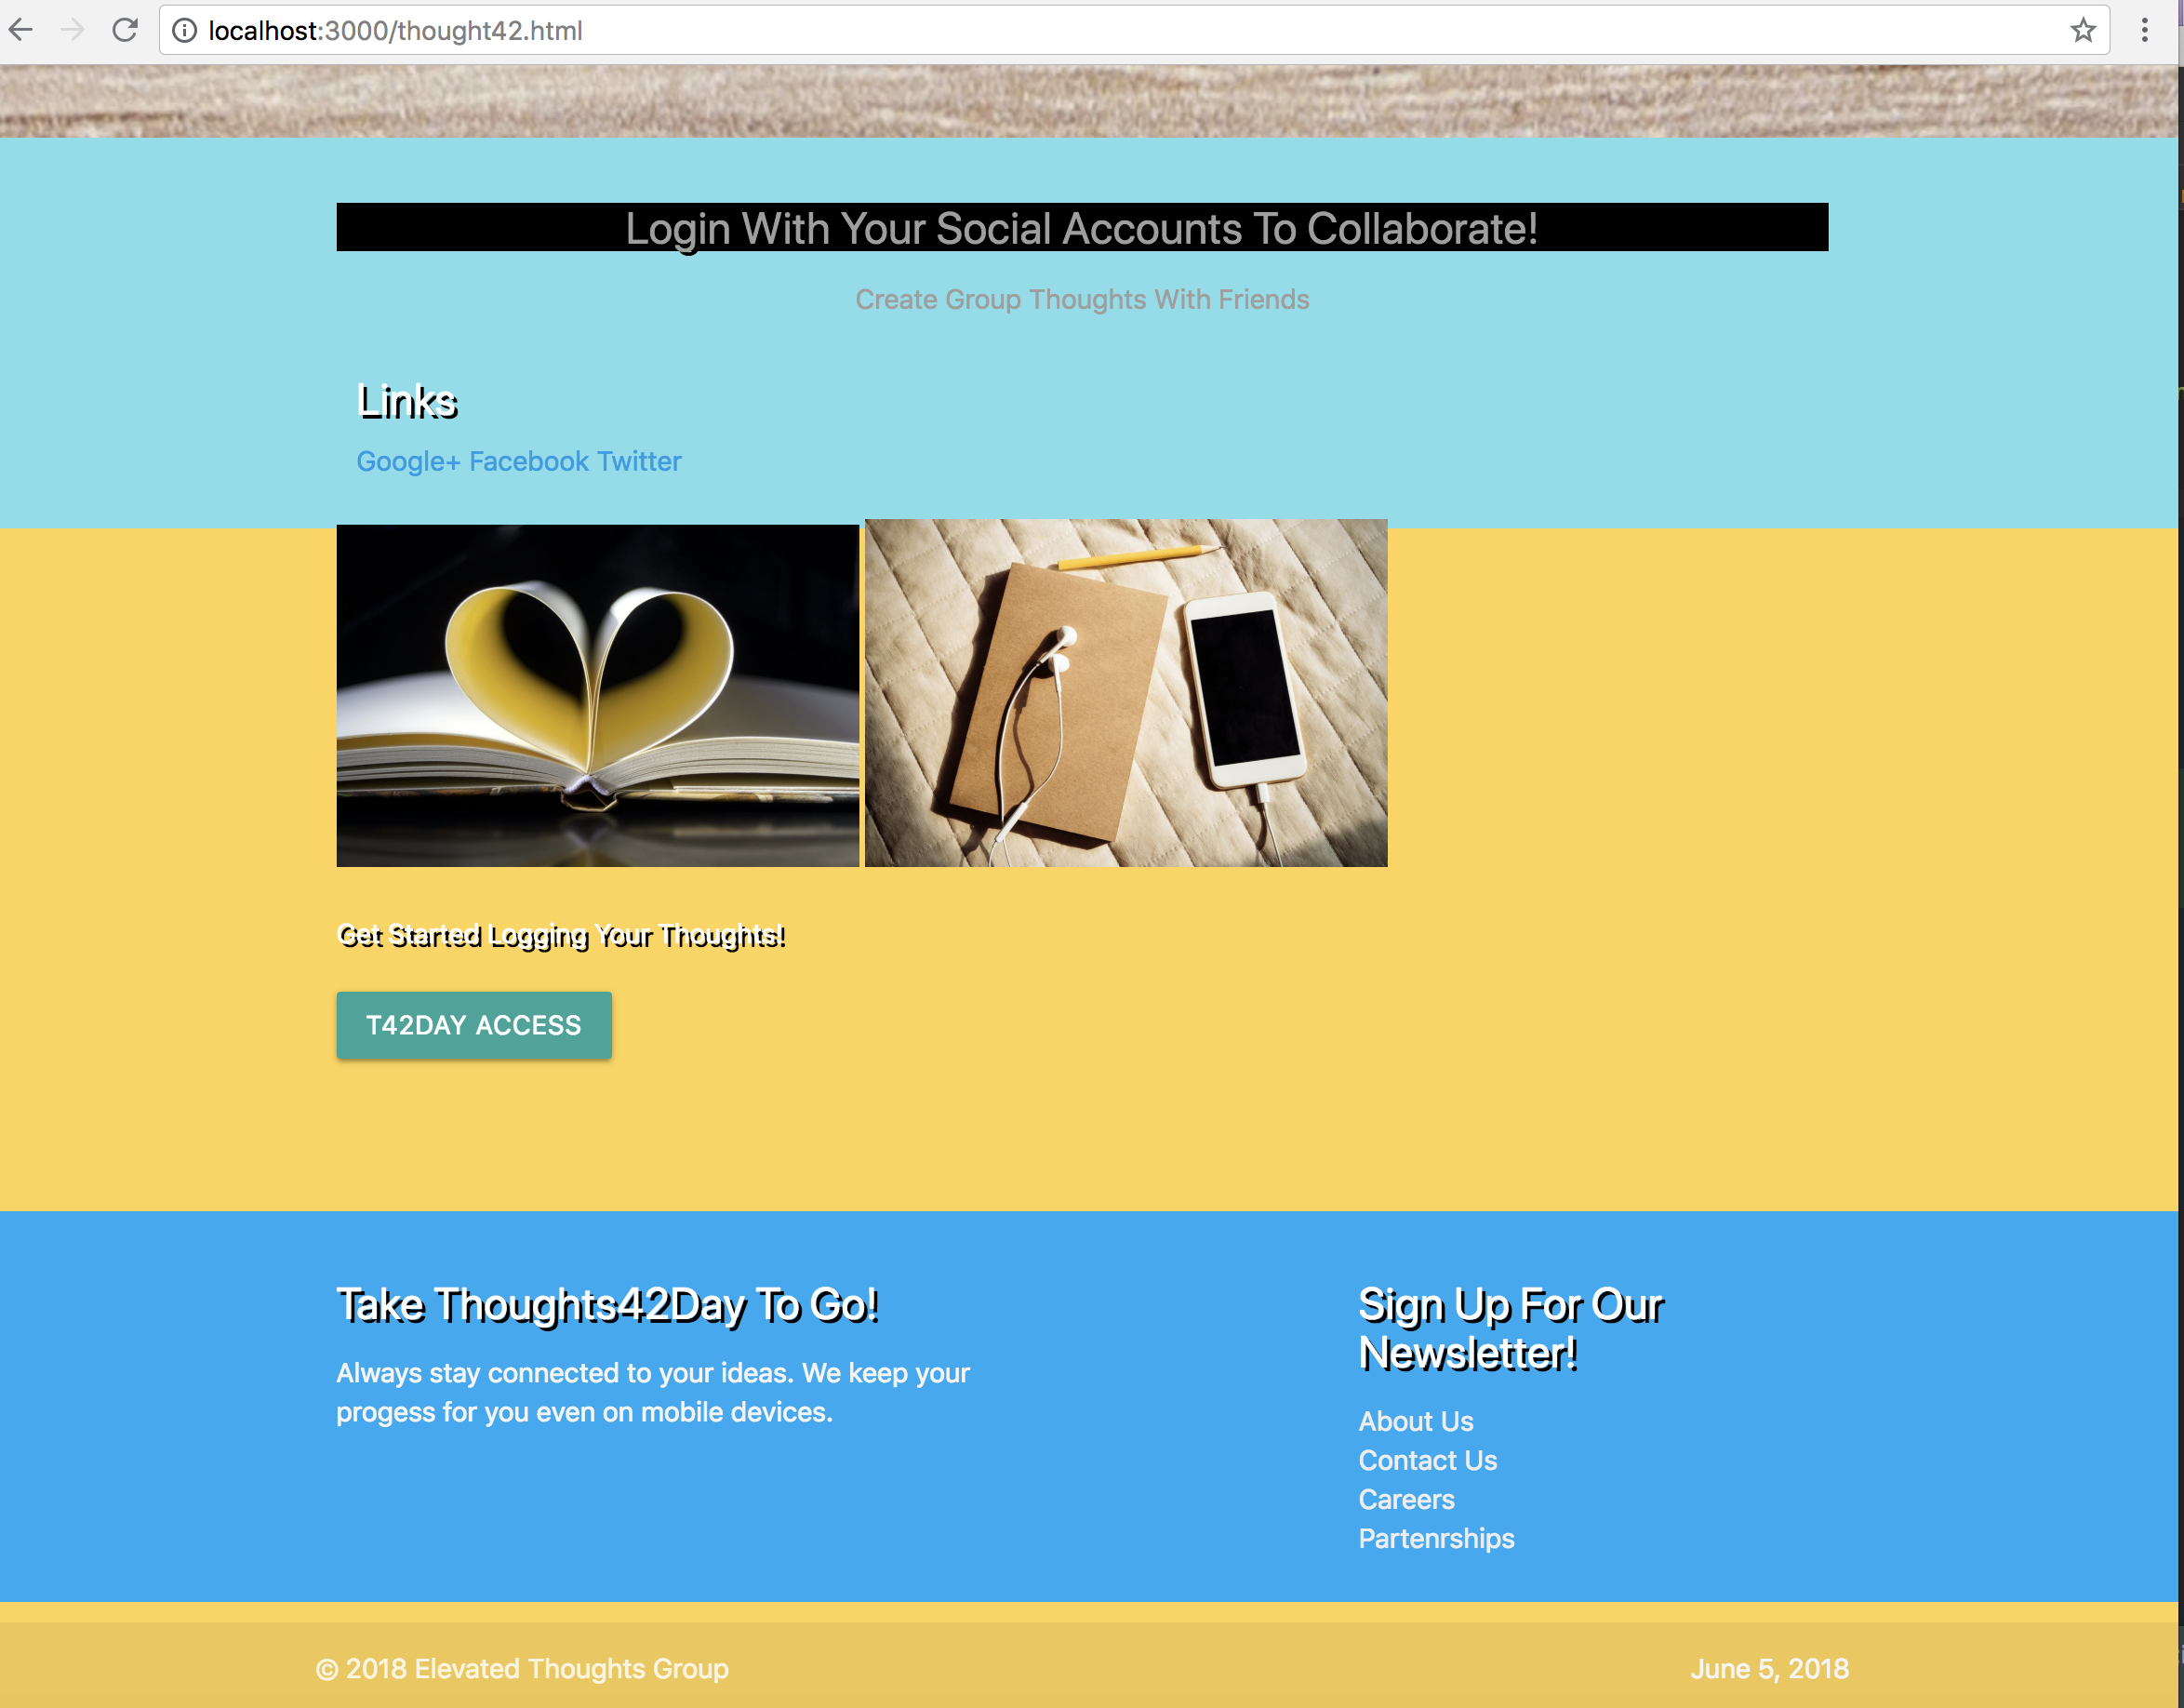 localhost:3000/thought42.html
Login With Your Social Accounts To Collaborate!
Create Group Thoughts With Friends
Links
Google+ Facebook Twitter
Get Started Logging Your Thoughts!
T42DAY ACCESS
Take Thoughts42Day To Go!
Always stay connected to your ideas. We keep your
progess for you even on mobile devices.
Sign Up For Our
Newsletter!
About Us
Contact Us
Careers
Partenrships
© 2018 Elevated Thoughts Group
June 5, 2018